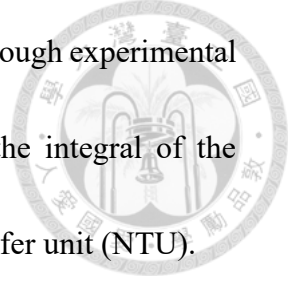 ough experimental
he integral of the
fer unit (NTU).